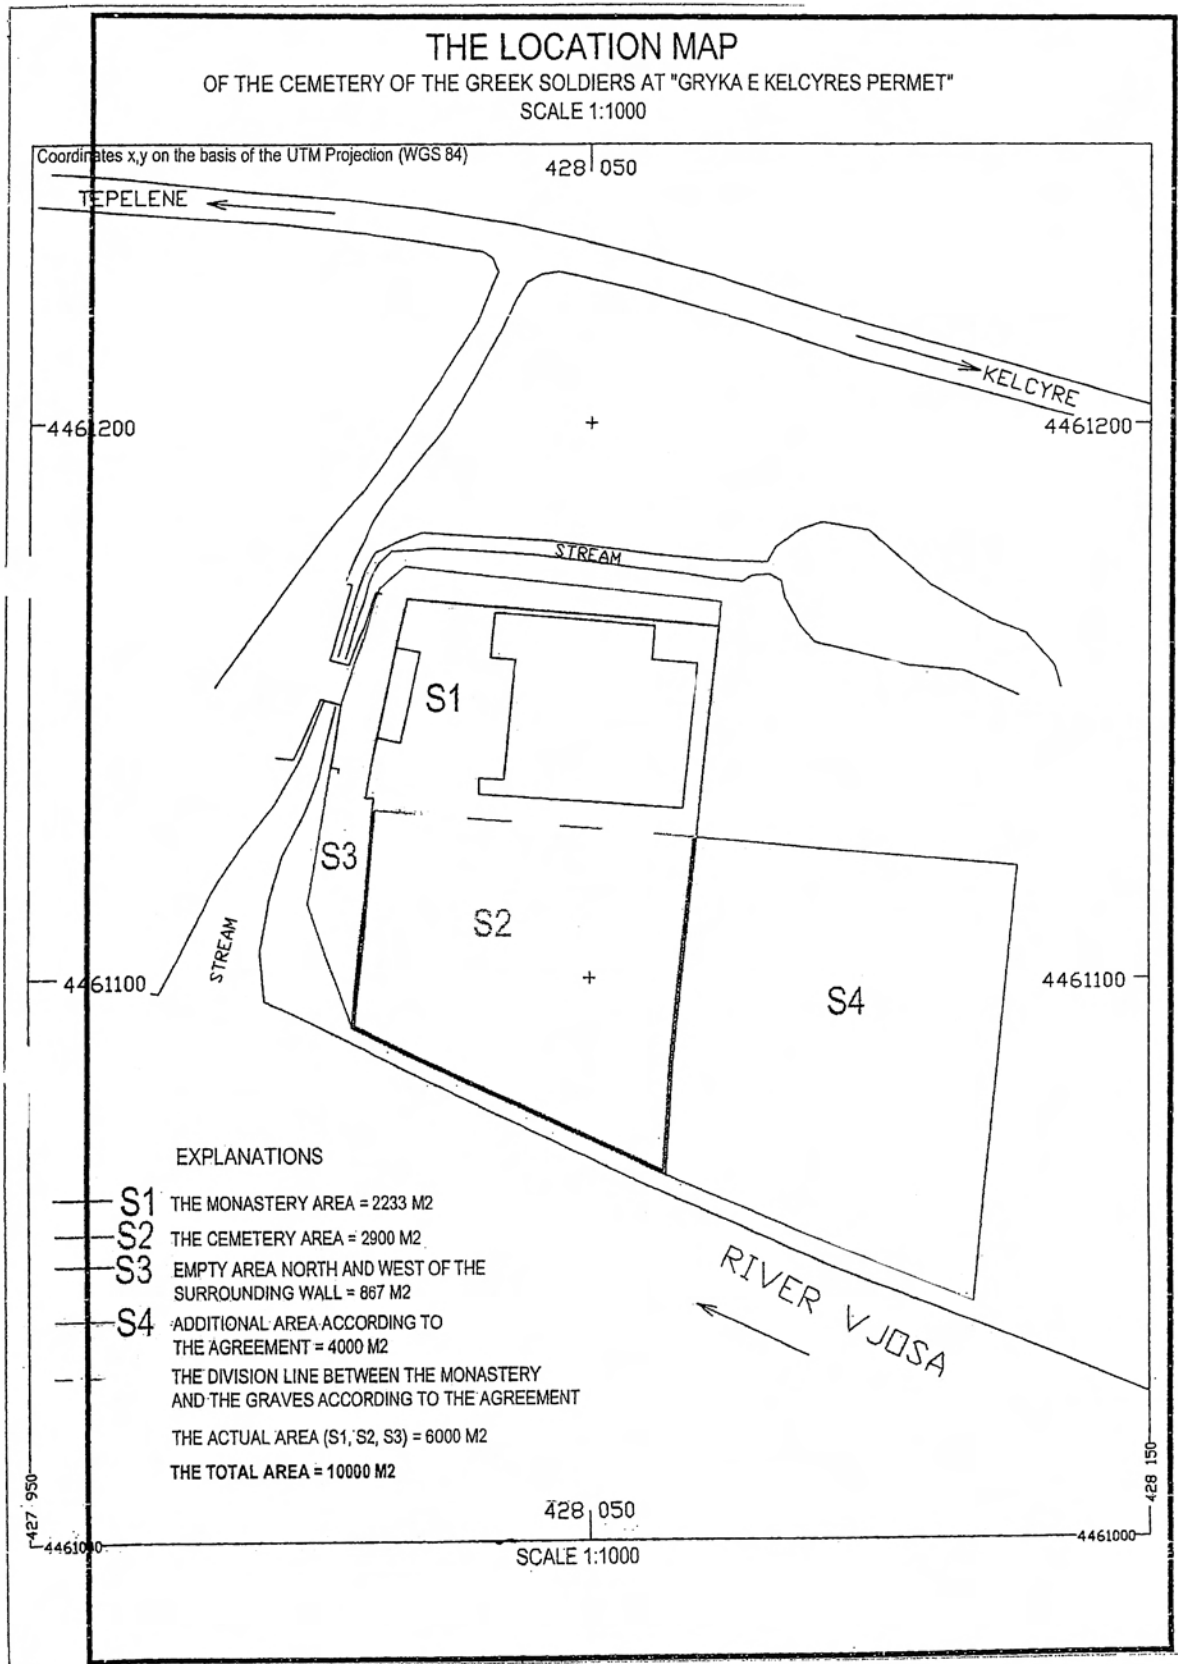 THE LOCATION MAP
OF THE CEMETERY OF THE GREEK SOLDIERS AT "GRYKA E KELCYRES PERMET"
SCALE 1:1000
Coordinates x,y on the basis of the UTM Projection (WGS 84)
428 050
TEPELENE
KELCYRE
4461200
4461200
STREAM
S1
S3
S2
STREAM
4461100
4461100
S4
EXPLANATIONS
S1 THE MONASTERY AREA = 2233 M2
S2 THE CEMETERY AREA = 2900 M2
S3 EMPTY AREA NORTH AND WEST OF THE
SURROUNDING WALL = 867 M2
S4 ADDITIONAL AREA ACCORDING TO
THE AGREEMENT = 4000 M2
THE DIVISION LINE BETWEEN THE MONASTERY
AND THE GRAVES ACCORDING TO THE AGREEMENT
THE ACTUAL AREA (S1, S2, S3) = 6000 M2
THE TOTAL AREA = 10000 M2
RIVER VJOSA
427 950
428 150
428 050
4461000
4461000
SCALE 1:1000